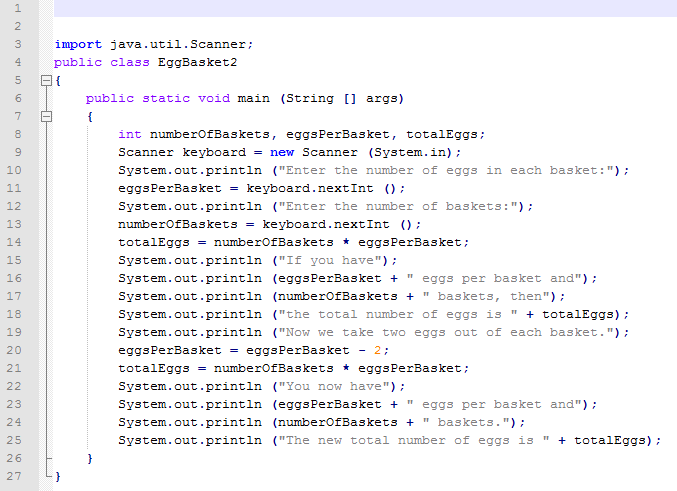 1
2
3 import java.util.Scanner;
4 public class EggBasket2
5 {
6 public static void main (String [] args)
7 {
8 int numberOfBaskets, eggsPerBasket, totalEggs;
9 Scanner keyboard = new Scanner (System.in);
10 System.out.println ("Enter the number of eggs in each basket:");
11 eggsPerBasket = keyboard.nextInt ();
12 System.out.println ("Enter the number of baskets:");
13 numberOfBaskets = keyboard.nextInt ();
14 totalEggs = numberOfBaskets * eggsPerBasket;
15 System.out.println ("If you have");
16 System.out.println (eggsPerBasket + " eggs per basket and");
17 System.out.println (numberOfBaskets + " baskets, then");
18 System.out.println ("the total number of eggs is " + totalEggs);
19 System.out.println ("Now we take two eggs out of each basket.");
20 eggsPerBasket = eggsPerBasket - 2;
21 totalEggs = numberOfBaskets * eggsPerBasket;
22 System.out.println ("You now have");
23 System.out.println (eggsPerBasket + " eggs per basket and");
24 System.out.println (numberOfBaskets + " baskets.");
25 System.out.println ("The new total number of eggs is " + totalEggs);
26 }
27 }